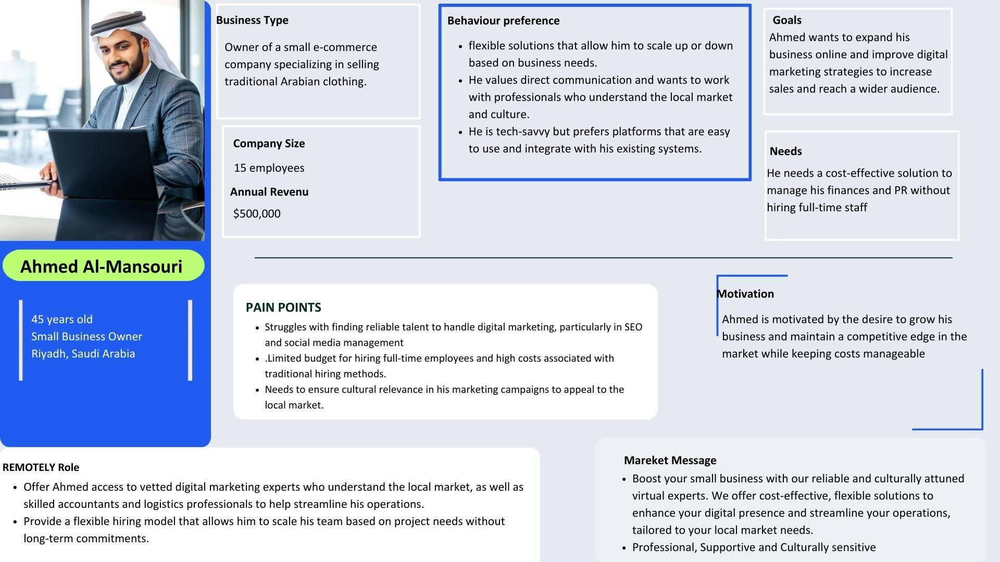 Business Type
Owner of a small e-commerce
company specializing in selling
traditional Arabian clothing.
Company Size
15 employees
Annual Revenu
$500,000
Behaviour preference
• flexible solutions that allow him to scale up or down
based on business needs.
• He values direct communication and wants to work
with professionals who understand the local market
and culture.
• He is tech-savvy but prefers platforms that are easy
to use and integrate with his existing systems.
Goals
Ahmed wants to expand his
business online and improve digital
marketing strategies to increase
sales and reach a wider audience.
Needs
He needs a cost-effective solution to
manage his finances and PR without
hiring full-time staff
Ahmed Al-Mansouri
45 years old
Small Business Owner
Riyadh, Saudi Arabia
PAIN POINTS
• Struggles with finding reliable talent to handle digital marketing, particularly in SEO
and social media management
• .Limited budget for hiring full-time employees and high costs associated with
traditional hiring methods.
• Needs to ensure cultural relevance in his marketing campaigns to appeal to the
local market.
Motivation
Ahmed is motivated by the desire to grow his
business and maintain a competitive edge in the
market while keeping costs manageable
REMOTELY Role
• Offer Ahmed access to vetted digital marketing experts who understand the local market, as well as
skilled accountants and logistics professionals to help streamline his operations.
• Provide a flexible hiring model that allows him to scale his team based on project needs without
long-term commitments.
Mareket Message
• Boost your small business with our reliable and culturally attuned
virtual experts. We offer cost-effective, flexible solutions to
enhance your digital presence and streamline your operations,
tailored to your local market needs.
• Professional, Supportive and Culturally sensitive